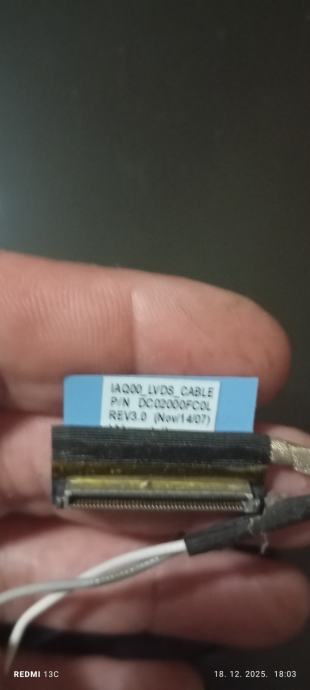 IAQ00_LVDS_CABLE
P/N DC02000FC0L
REV3.0 (Nov/14/07)
REDMI 13C
18. 12. 2025. 18:03